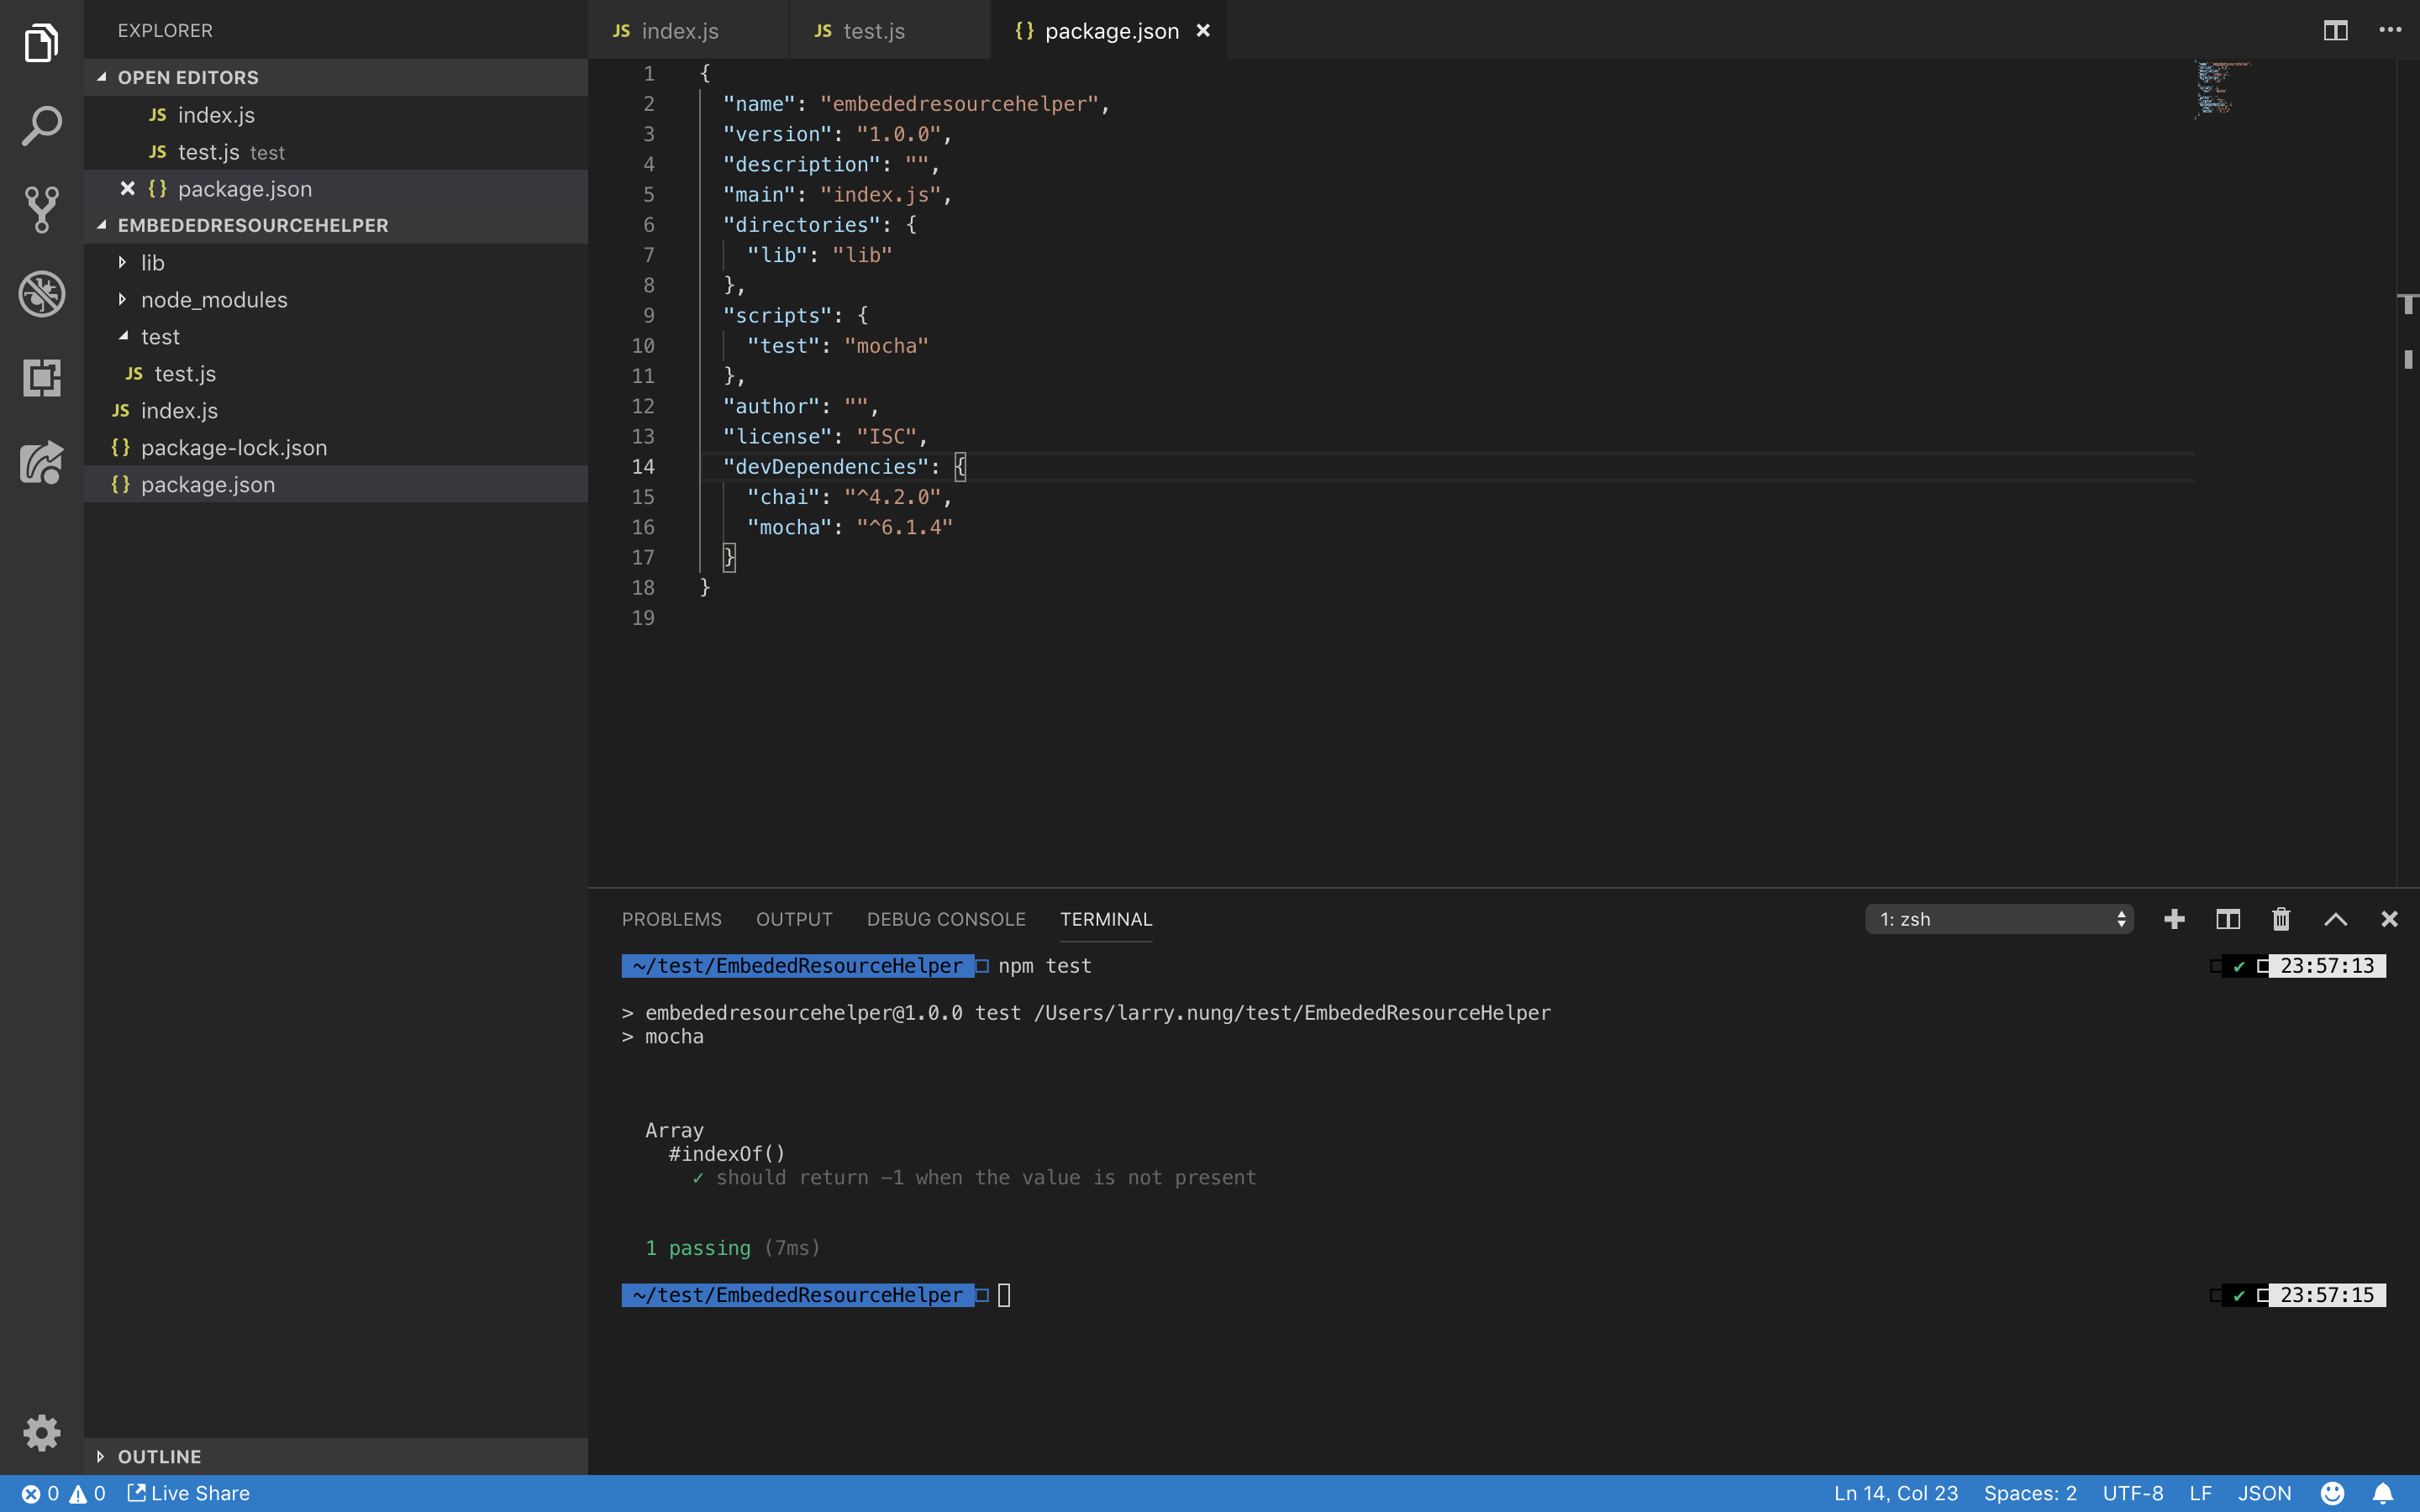 EXPLORER
OPEN EDITORS
JS index.js
JS test.js test
{} package.json
EMBEDEDRESOURCEHELPER
lib
node_modules
test
JS test.js
JS index.js
{} package-lock.json
{} package.json
OUTLINE
JS index.js
JS test.js
{} package.json
1 {
2 "name": "embededresourcehelper",
3 "version": "1.0.0",
4 "description": "",
5 "main": "index.js",
6 "directories": {
7 "lib": "lib"
8 },
9 "scripts": {
10 "test": "mocha"
11 },
12 "author": "",
13 "license": "ISC",
14 "devDependencies": {
15 "chai": "^4.2.0",
16 "mocha": "^6.1.4"
17 }
18 }
19
PROBLEMS OUTPUT DEBUG CONSOLE TERMINAL 1: zsh
~/test/EmbededResourceHelper npm test ✔ 23:57:13
> embededresourcehelper@1.0.0 test /Users/larry.nung/test/EmbededResourceHelper
> mocha
Array
#indexOf()
✓ should return -1 when the value is not present
1 passing (7ms)
~/test/EmbededResourceHelper ✔ 23:57:15
0 0 Live Share Ln 14, Col 23 Spaces: 2 UTF-8 LF JSON